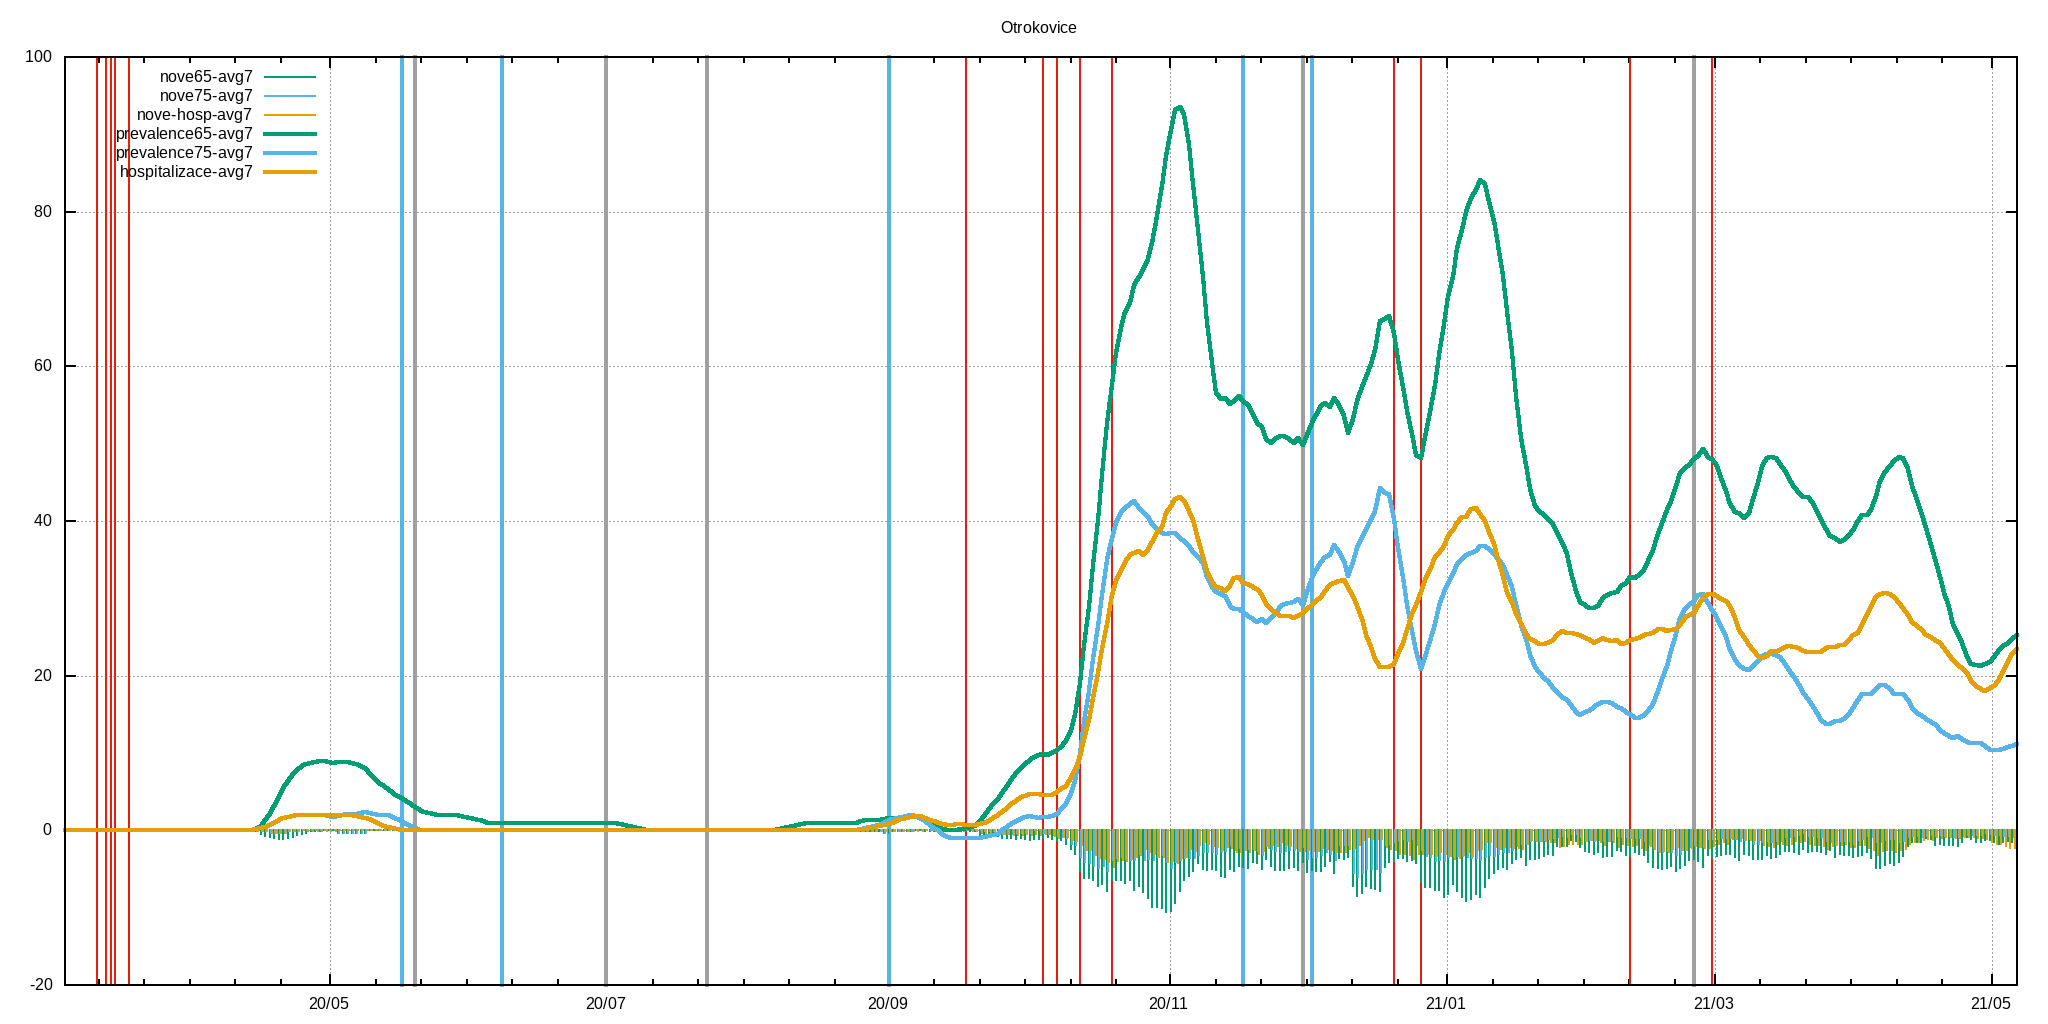 Otrokovice
100
80
60
40
20
0
-20
nove65-avg7
nove75-avg7
nove-hosp-avg7
prevalence65-avg7
prevalence75-avg7
hospitalizace-avg7
20/05 20/07 20/09 20/11 21/01 21/03 21/05